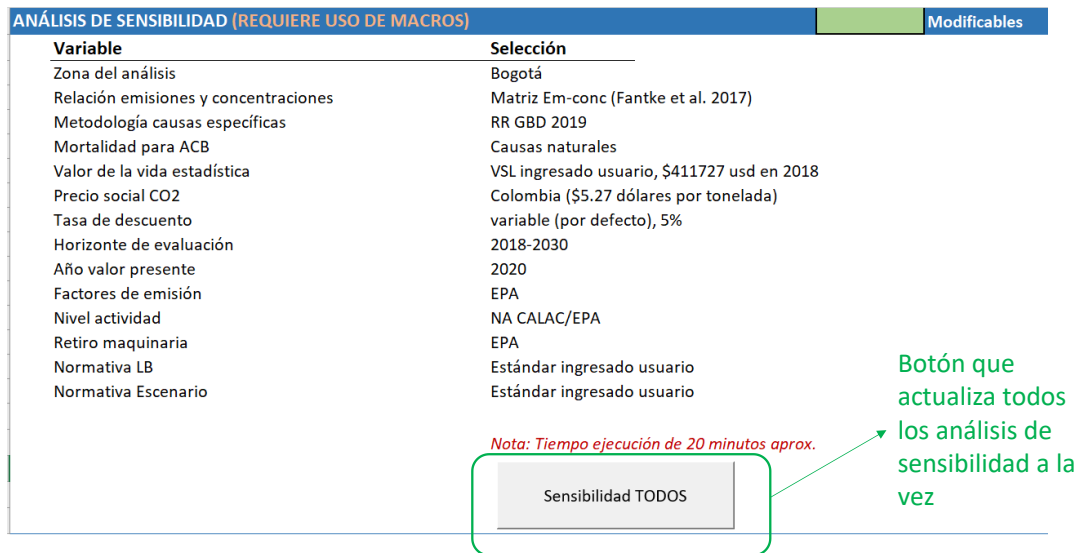 ANÁLISIS DE SENSIBILIDAD (REQUIERE USO DE MACROS) Modificables
Variable Selección
Zona del análisis Bogotá
Relación emisiones y concentraciones Matriz Em-conc (Fantke et al. 2017)
Metodología causas específicas RR GBD 2019
Mortalidad para ACB Causas naturales
Valor de la vida estadística VSL ingresado usuario, $411727 usd en 2018
Precio social CO2 Colombia ($5.27 dólares por tonelada)
Tasa de descuento variable (por defecto), 5%
Horizonte de evaluación 2018-2030
Año valor presente 2020
Factores de emisión EPA
Nivel actividad NA CALAC/EPA
Retiro maquinaria EPA
Normativa LB Estándar ingresado usuario
Normativa Escenario Estándar ingresado usuario
Nota: Tiempo ejecución de 20 minutos aprox.
Sensibilidad TODOS
Botón que
actualiza todos
los análisis de
sensibilidad a la
vez